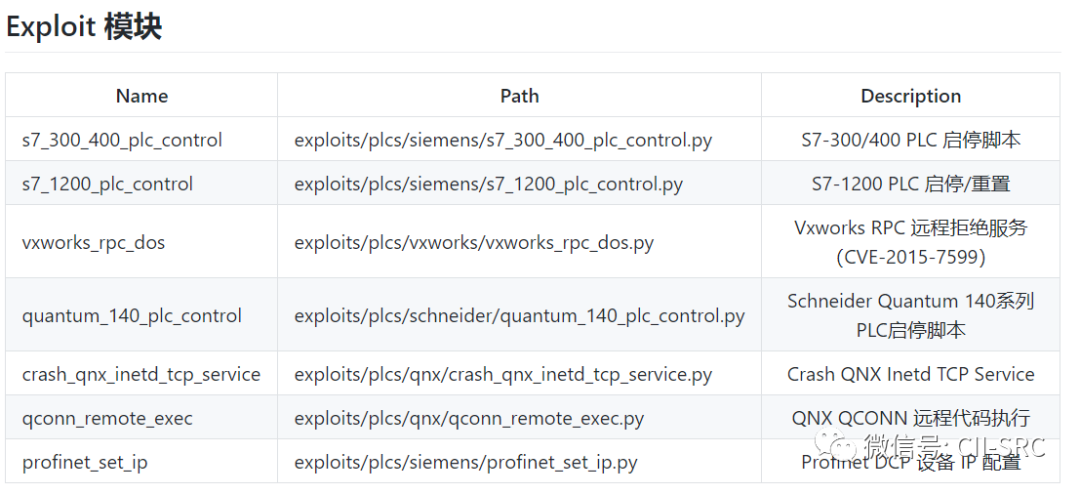 Exploit 模块
Name Path Description
s7_300_400_plc_control exploits/plcs/siemens/s7_300_400_plc_control.py S7-300/400 PLC 启停脚本
s7_1200_plc_control exploits/plcs/siemens/s7_1200_plc_control.py S7-1200 PLC 启停/重置
vxworks_rpc_dos exploits/plcs/vxworks/vxworks_rpc_dos.py Vxworks RPC 远程拒绝服务
（CVE-2015-7599）
quantum_140_plc_control exploits/plcs/schneider/quantum_140_plc_control.py Schneider Quantum 140系列
PLC启停脚本
crash_qnx_inetd_tcp_service exploits/plcs/qnx/crash_qnx_inetd_tcp_service.py Crash QNX Inetd TCP Service
qconn_remote_exec exploits/plcs/qnx/qconn_remote_exec.py QNX QCONN 远程代码执行
微信号: CII-SRC
profinet_set_ip exploits/plcs/siemens/profinet_set_ip.py Profinet DCP 设备 IP 配置